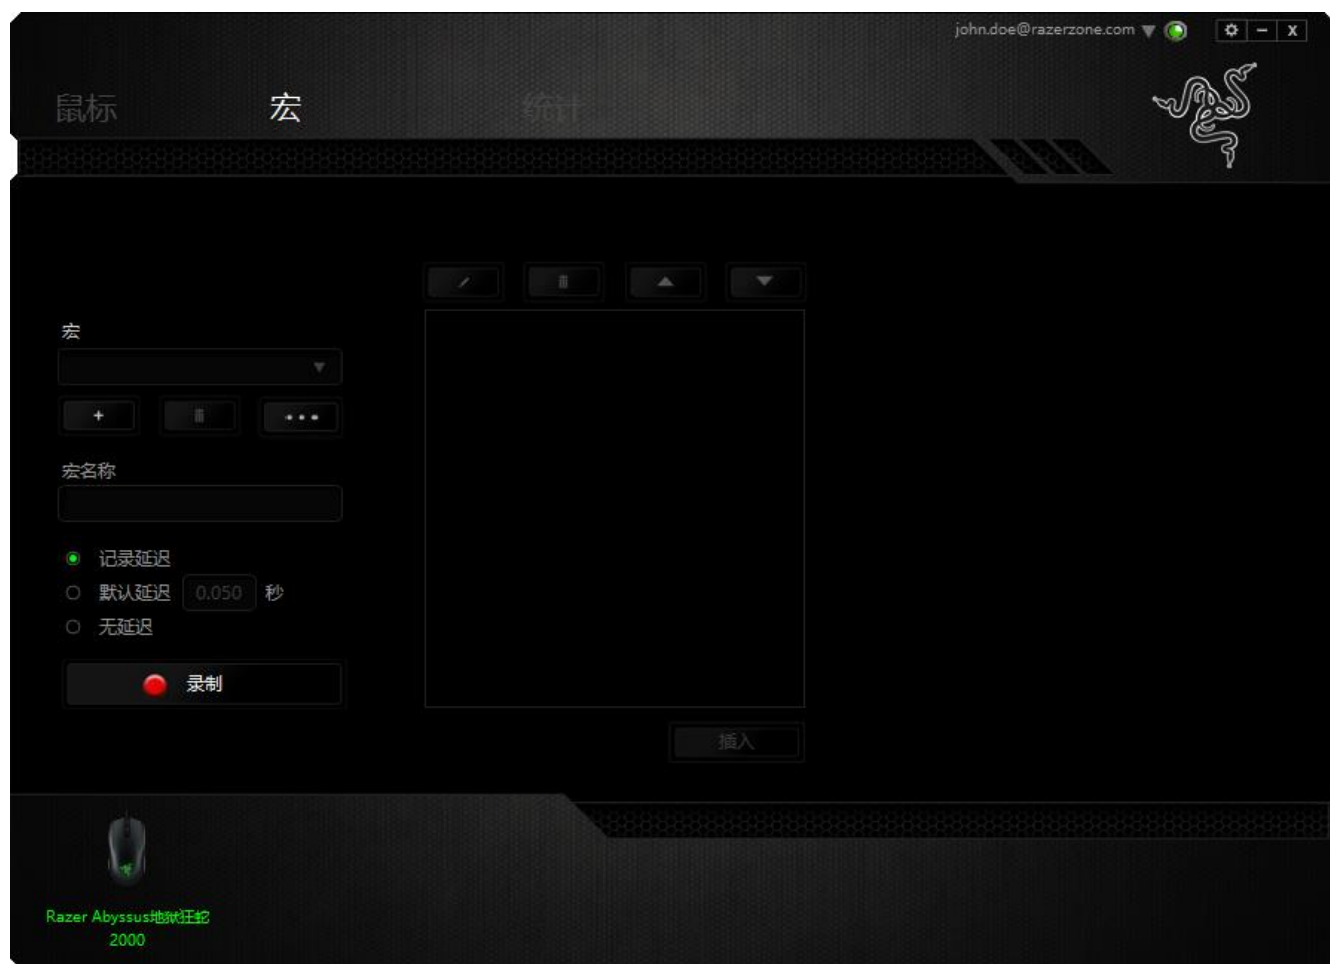 john.doe@razerzone.com
鼠标 宏 统计
宏
宏名称
记录延迟
默认延迟 0.050 秒
无延迟
录制
插入
Razer Abyssus地狱狂蛇
2000